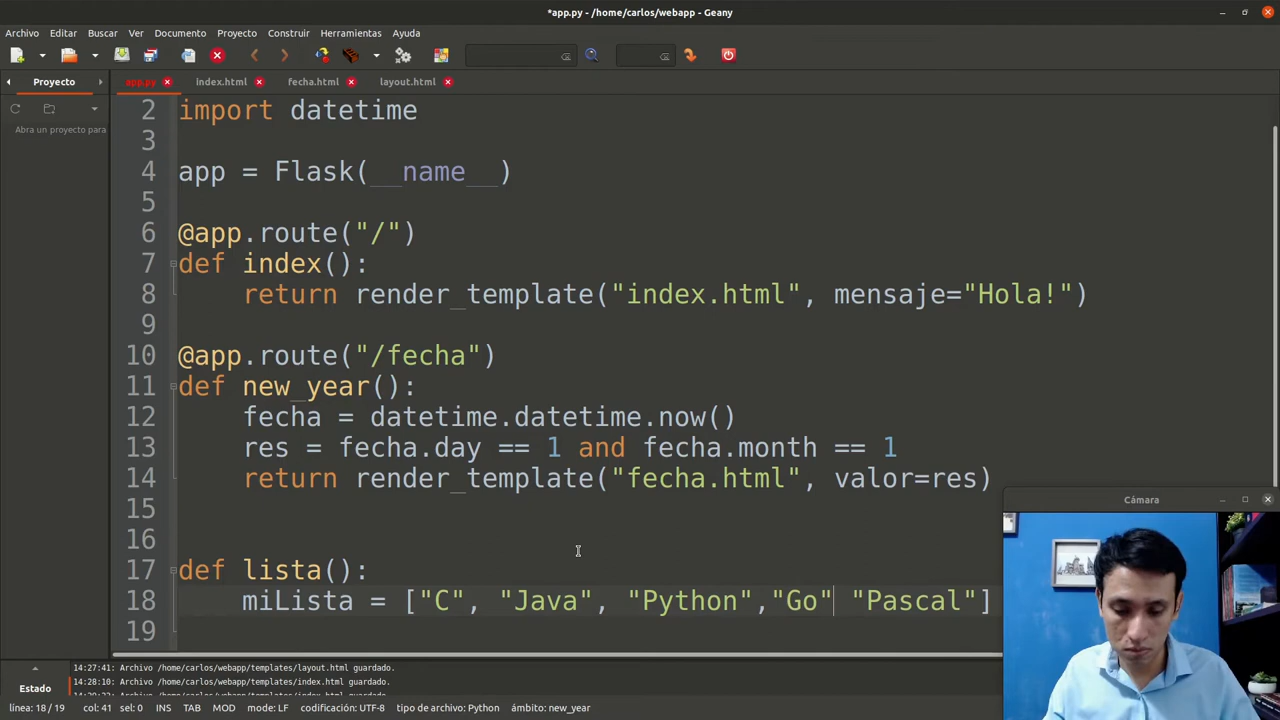 *app.py - /home/carlos/webapp - Geany
Archivo Editar Buscar Ver Documento Proyecto Construir Herramientas Ayuda
Proyecto app.py index.html fecha.html layout.html
Abra un proyecto para
2 import datetime
3
4 app = Flask(__name__)
5
6 @app.route("/")
7 def index():
8 return render_template("index.html", mensaje="Hola!")
9
10 @app.route("/fecha")
11 def new_year():
12 fecha = datetime.datetime.now()
13 res = fecha.day == 1 and fecha.month == 1
14 return render_template("fecha.html", valor=res)
15
16
17 def lista():
18 miLista = ["C", "Java", "Python","Go" "Pascal"]
19
Cámara
Estado
14:27:41: Archivo /home/carlos/webapp/templates/layout.html guardado.
14:28:10: Archivo /home/carlos/webapp/templates/index.html guardado.
línea: 18 / 19 col: 41 sel: 0 INS TAB MOD mode: LF codificación: UTF-8 tipo de archivo: Python ámbito: new_year